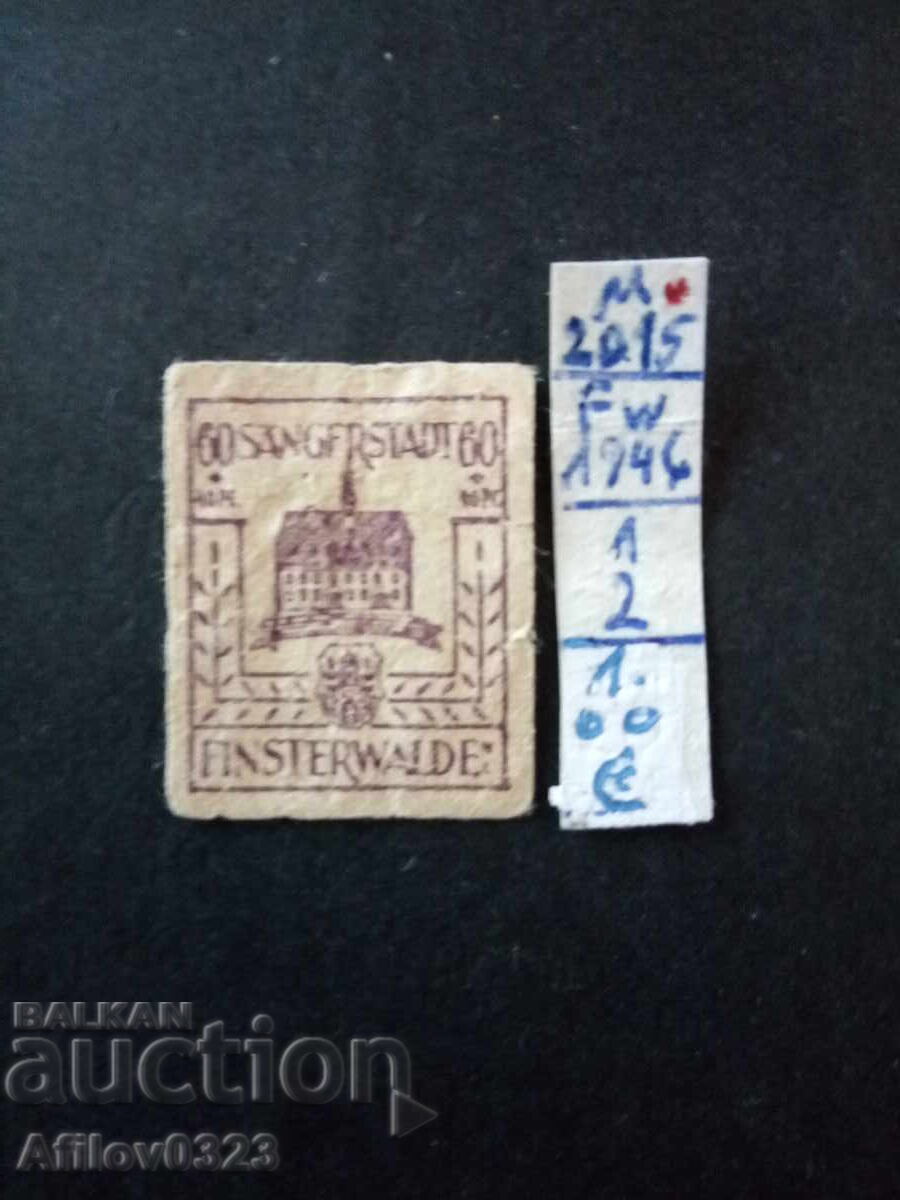 60 SÄNGERSTADT 60
FINSTERWALDE
M
2015
FW
1946
1
2
1.
00
€
BALKAN
auction
Afilov0323